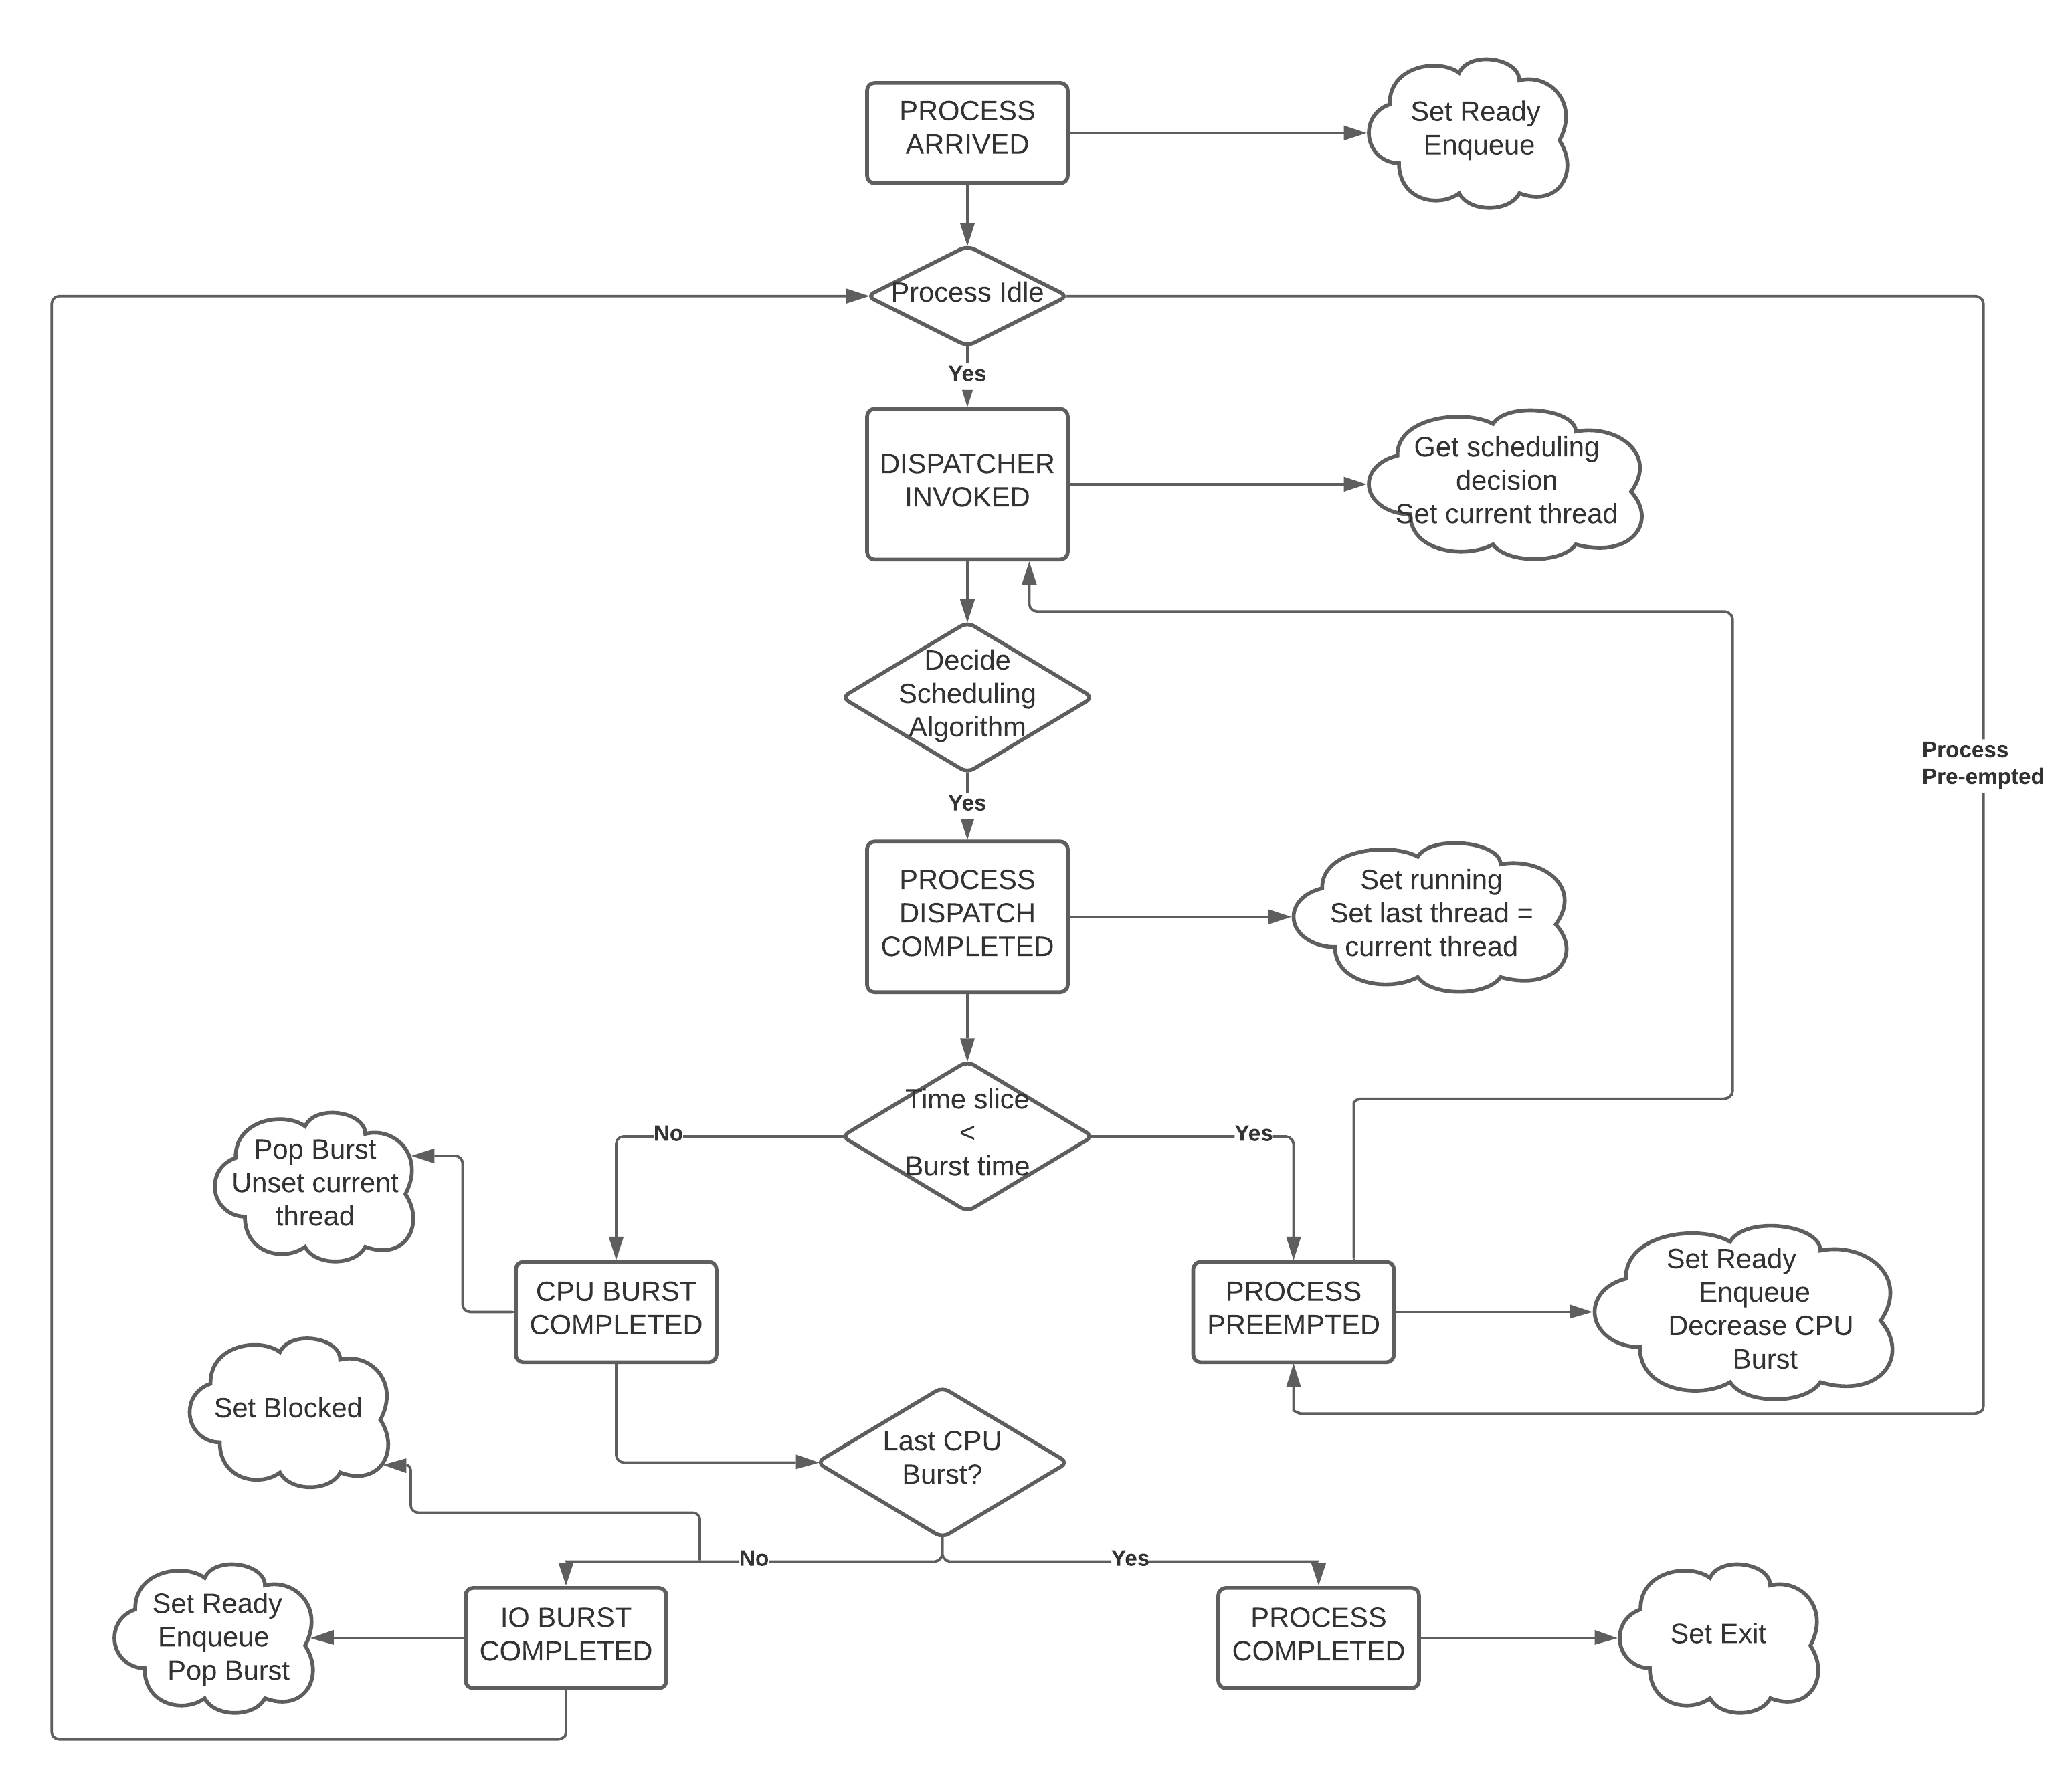 PROCESS
ARRIVED
Set Ready
Enqueue
Process Idle
Yes
DISPATCHER
INVOKED
Get scheduling
decision
Set current thread
Decide
Scheduling
Algorithm
Process
Pre-empted
Yes
PROCESS
DISPATCH
COMPLETED
Set running
Set last thread =
current thread
Time slice
<
Burst time
No
Yes
Pop Burst
Unset current
thread
CPU BURST
COMPLETED
PROCESS
PREEMPTED
Set Ready
Enqueue
Decrease CPU
Burst
Set Blocked
Last CPU
Burst?
No
Yes
Set Ready
Enqueue
Pop Burst
IO BURST
COMPLETED
PROCESS
COMPLETED
Set Exit